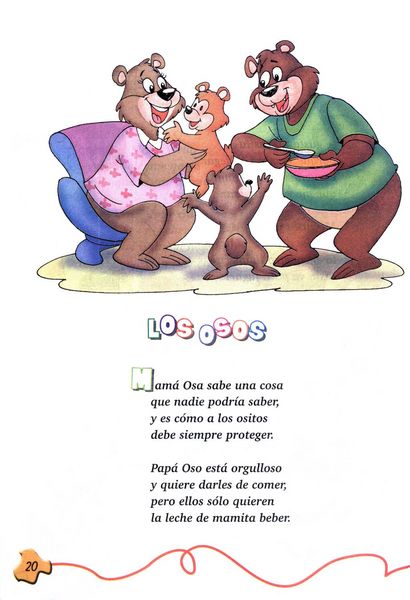 LOS OSOS
Mamá Osa sabe una cosa
que nadie podría saber,
y es cómo a los ositos
debe siempre proteger.
Papá Oso está orgulloso
y quiere darles de comer,
pero ellos sólo quieren
la leche de mamita beber.
20